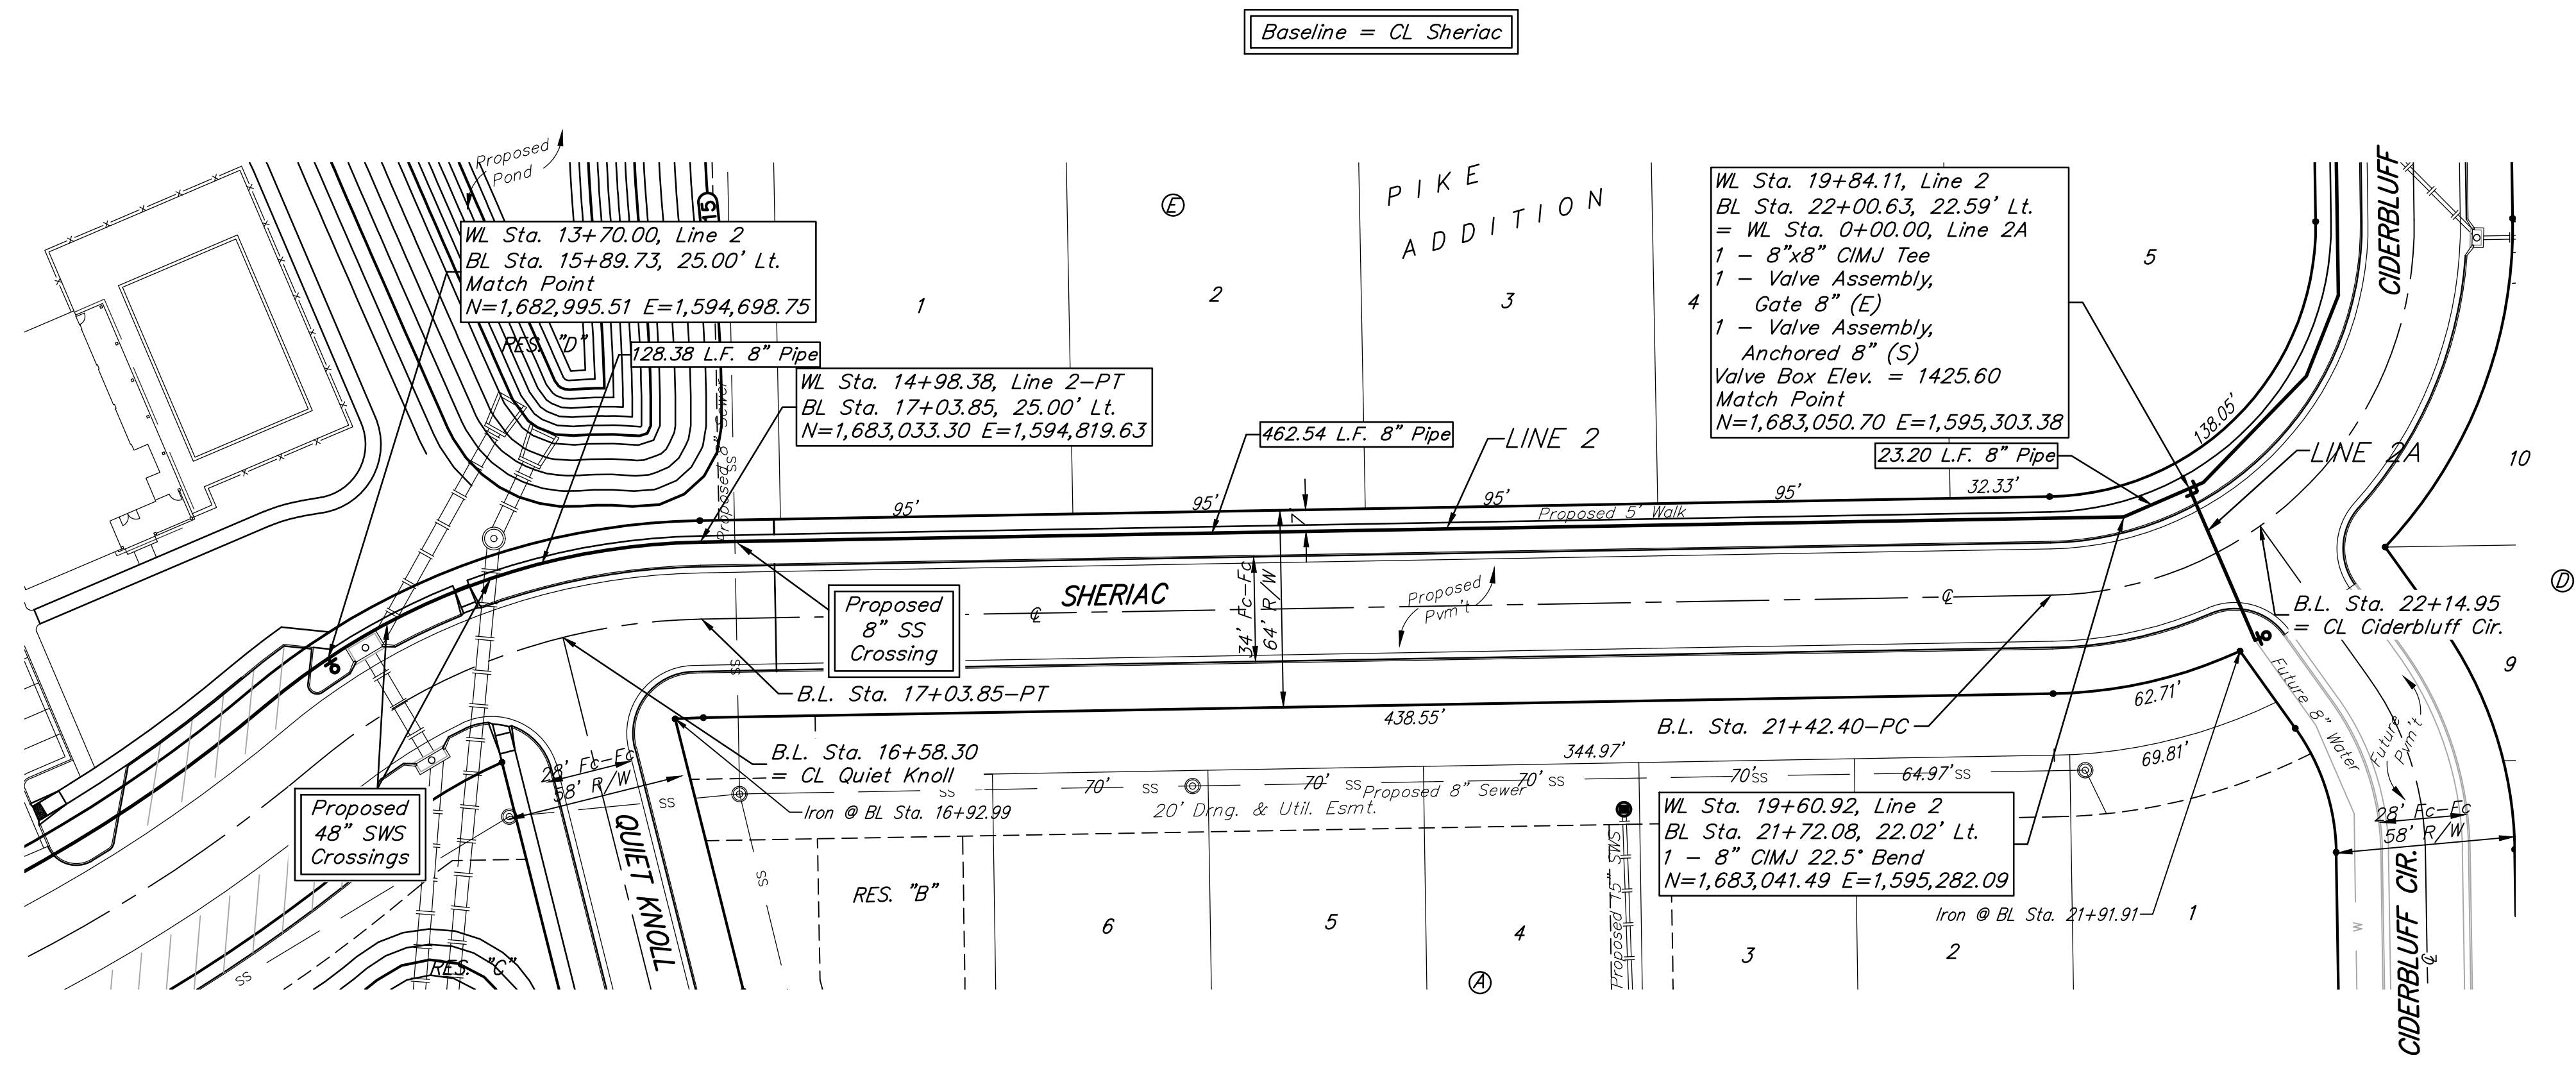 Baseline = CL Sheriac
Proposed
Pond
15
WL Sta. 13+70.00, Line 2
BL Sta. 15+89.73, 25.00' Lt.
Match Point
N=1,682,995.51 E=1,594,698.75
RES. "D"
128.38 L.F. 8" Pipe
WL Sta. 14+98.38, Line 2-PT
BL Sta. 17+03.85, 25.00' Lt.
N=1,683,033.30 E=1,594,819.63
Proposed 8" Sewer
SS
1
E
2
PIKE
ADDITION
3
4
WL Sta. 19+84.11, Line 2
BL Sta. 22+00.63, 22.59' Lt.
= WL Sta. 0+00.00, Line 2A
1 - 8"x8" CIMJ Tee
1 - Valve Assembly,
Gate 8" (E)
1 - Valve Assembly,
Anchored 8" (S)
Valve Box Elev. = 1425.60
Match Point
N=1,683,050.70 E=1,595,303.38
5
CIDERBLUFF
138.05'
462.54 L.F. 8" Pipe
LINE 2
23.20 L.F. 8" Pipe
LINE 2A
10
95'
95'
95'
95'
32.33'
7'
Proposed 5' Walk
Proposed
8" SS
Crossing
SHERIAC
34' Fc-Fc
64' R/W
Proposed
Pvm't
B.L. Sta. 22+14.95
= CL Ciderbluff Cir.
D
9
SS
B.L. Sta. 17+03.85-PT
438.55'
B.L. Sta. 21+42.40-PC
62.71'
Future 8" Water
Future
Pvm't
B.L. Sta. 16+58.30
= CL Quiet Knoll
344.97'
69.81'
28' Fc-Fc
58' R/W
SS
SS
70'
SS
70'
SS
70'
SS
70'
SS
64.97'
SS
Proposed 8" Sewer
20' Drng. & Util. Esmt.
Iron @ BL Sta. 16+92.99
Proposed
48" SWS
Crossings
QUIET KNOLL
SS
RES. "B"
WL Sta. 19+60.92, Line 2
BL Sta. 21+72.08, 22.02' Lt.
1 - 8" CIMJ 22.5° Bend
N=1,683,041.49 E=1,595,282.09
28' Fc-Fc
58' R/W
Iron @ BL Sta. 21+91.91
6
5
4
3
2
1
A
W
CIDERBLUFF CIR.
RES. "C"
SS